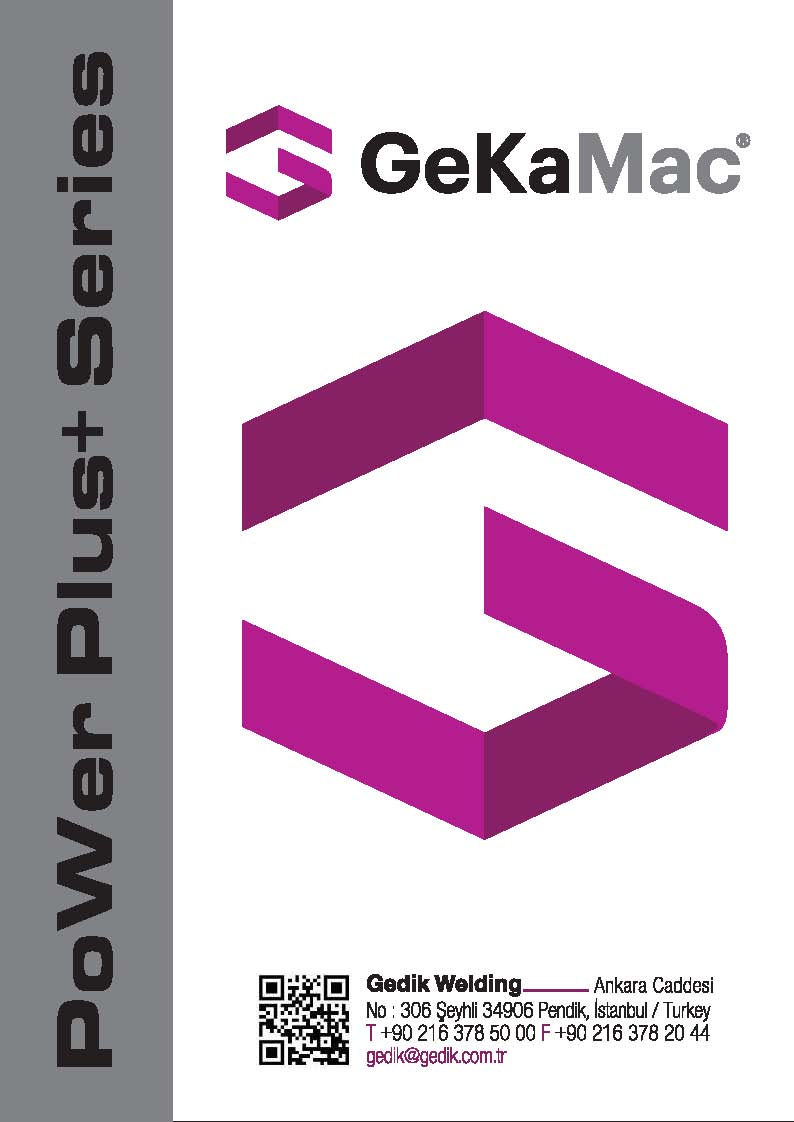 PoWer Plus+ Series
GeKaMac®
Gedik Welding Ankara Caddesi
No : 306 Şeyhli 34906 Pendik, İstanbul / Turkey
T +90 216 378 50 00 F +90 216 378 20 44
gedik@gedik.com.tr